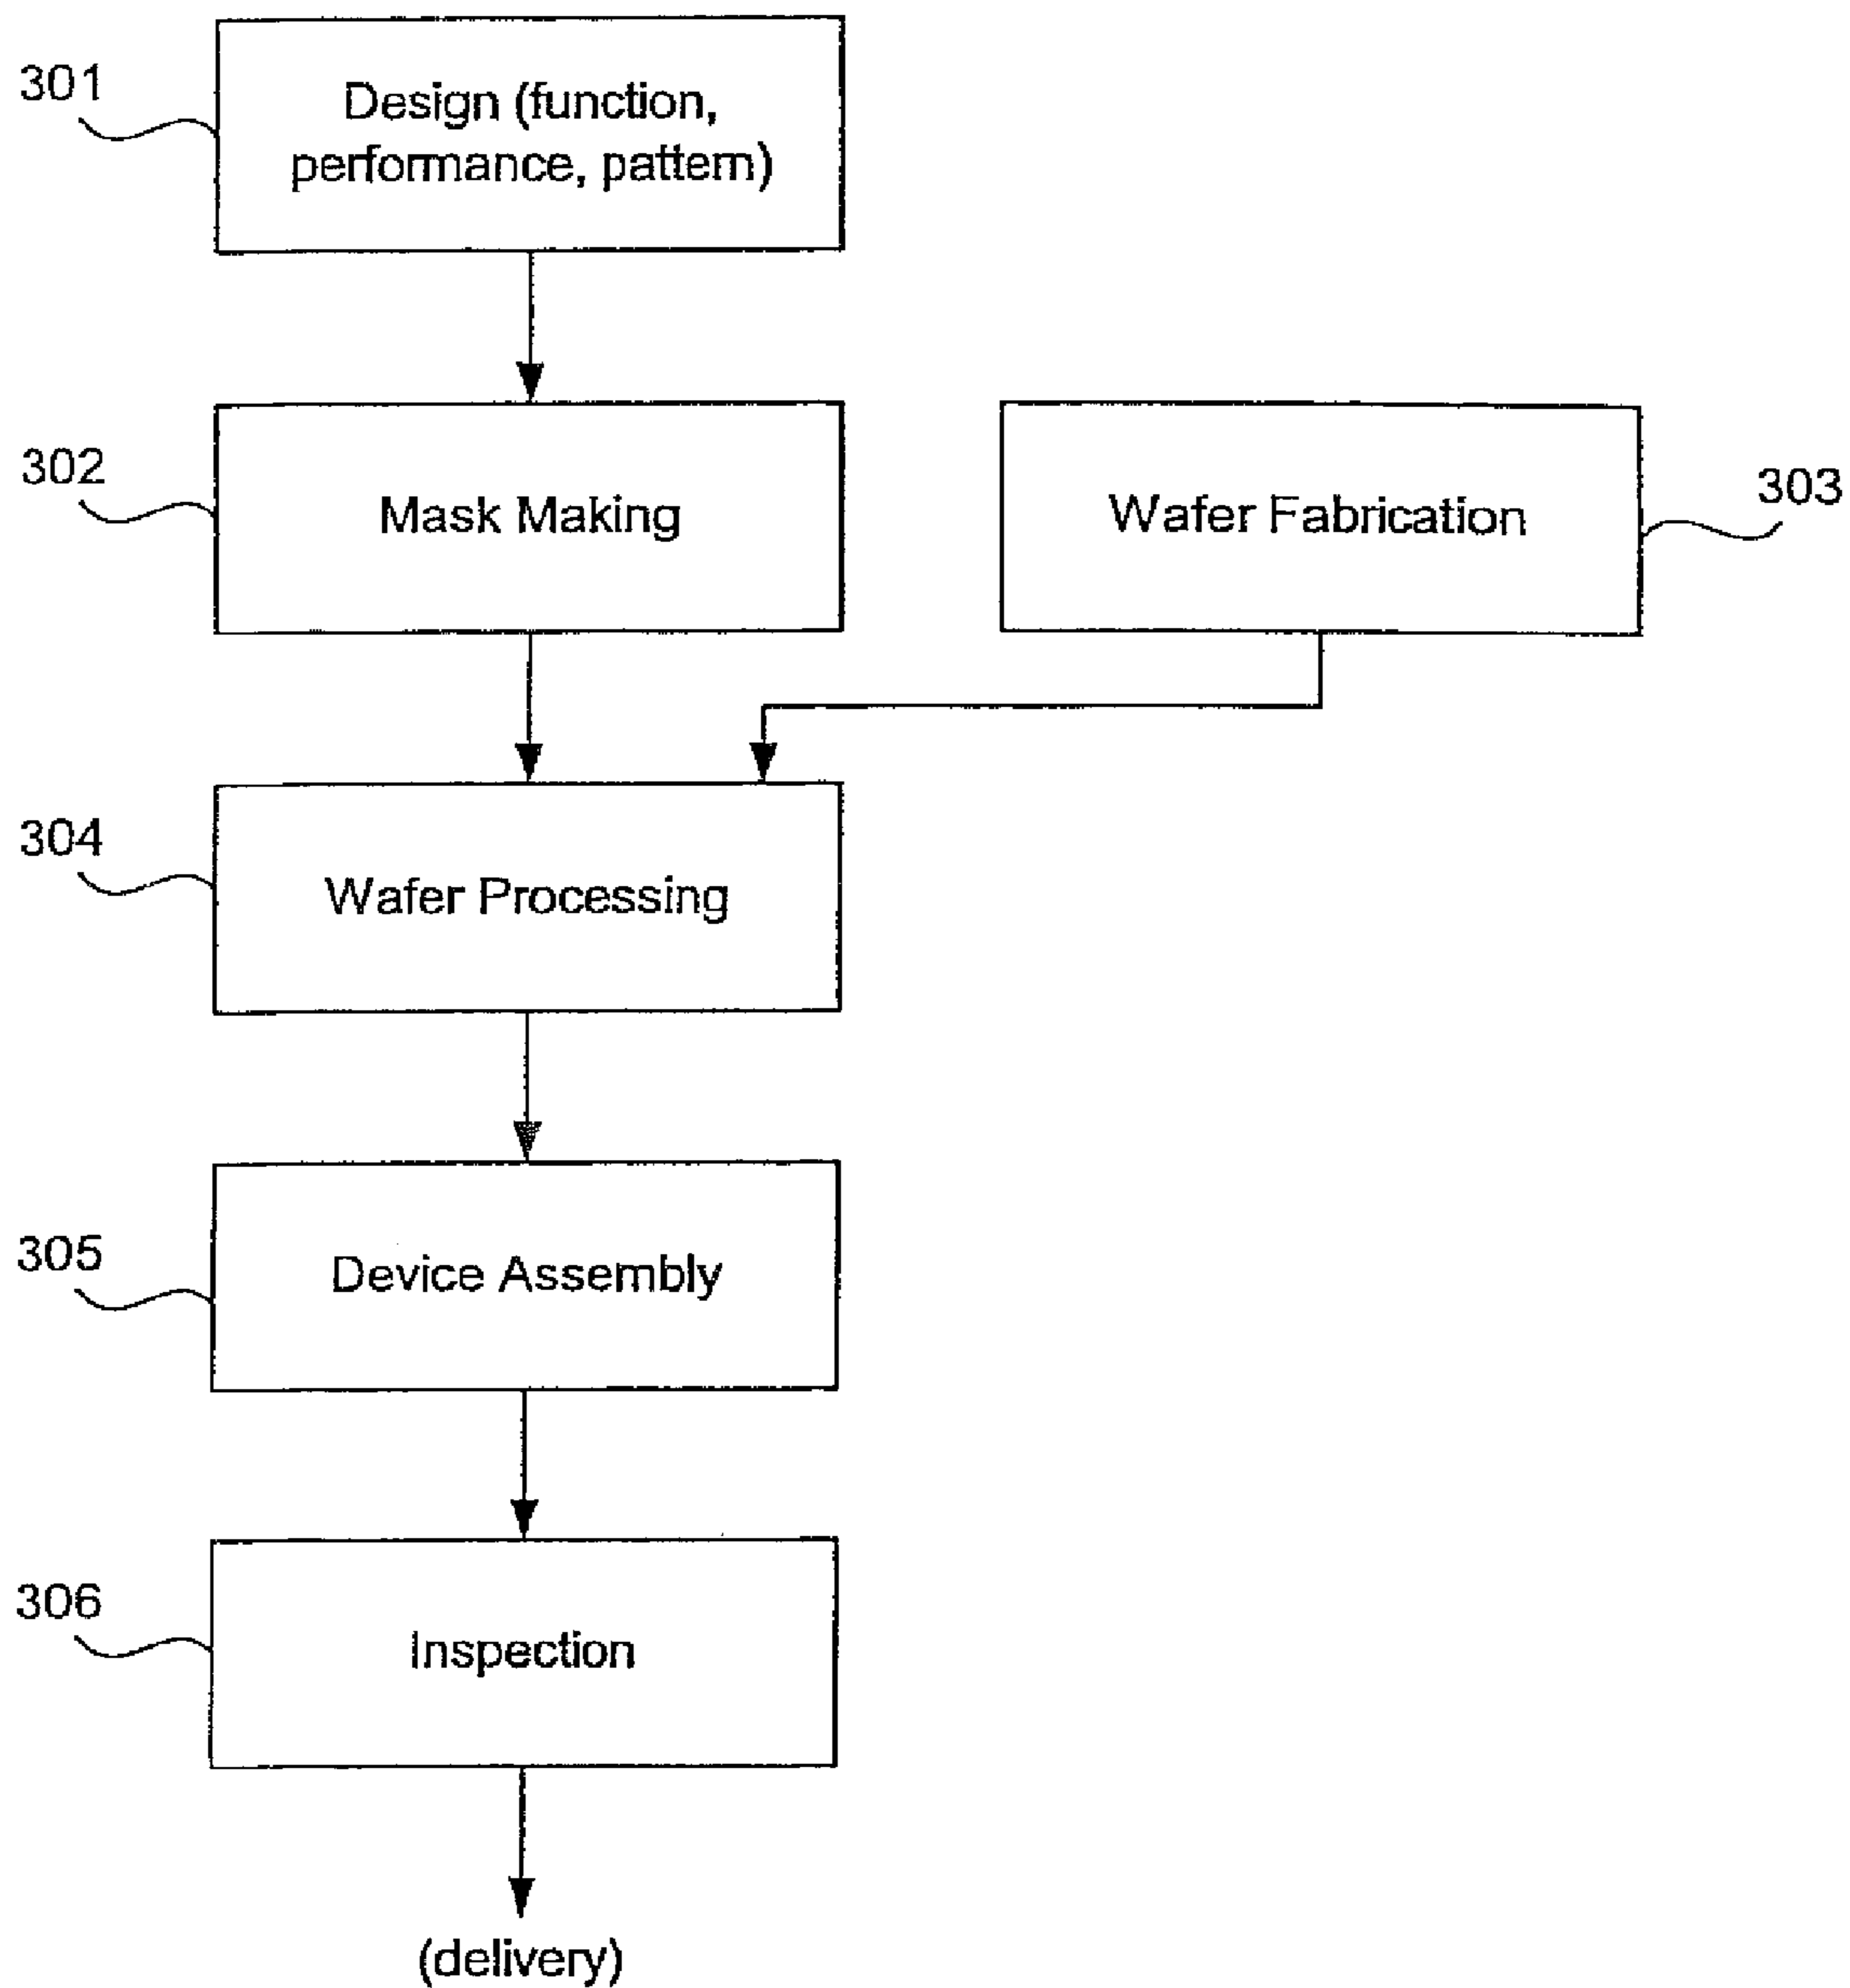 301
Design (function,
performance, pattern)
302
Mask Making
Wafer Fabrication
303
304
Wafer Processing
305
Device Assembly
306
Inspection
(delivery)